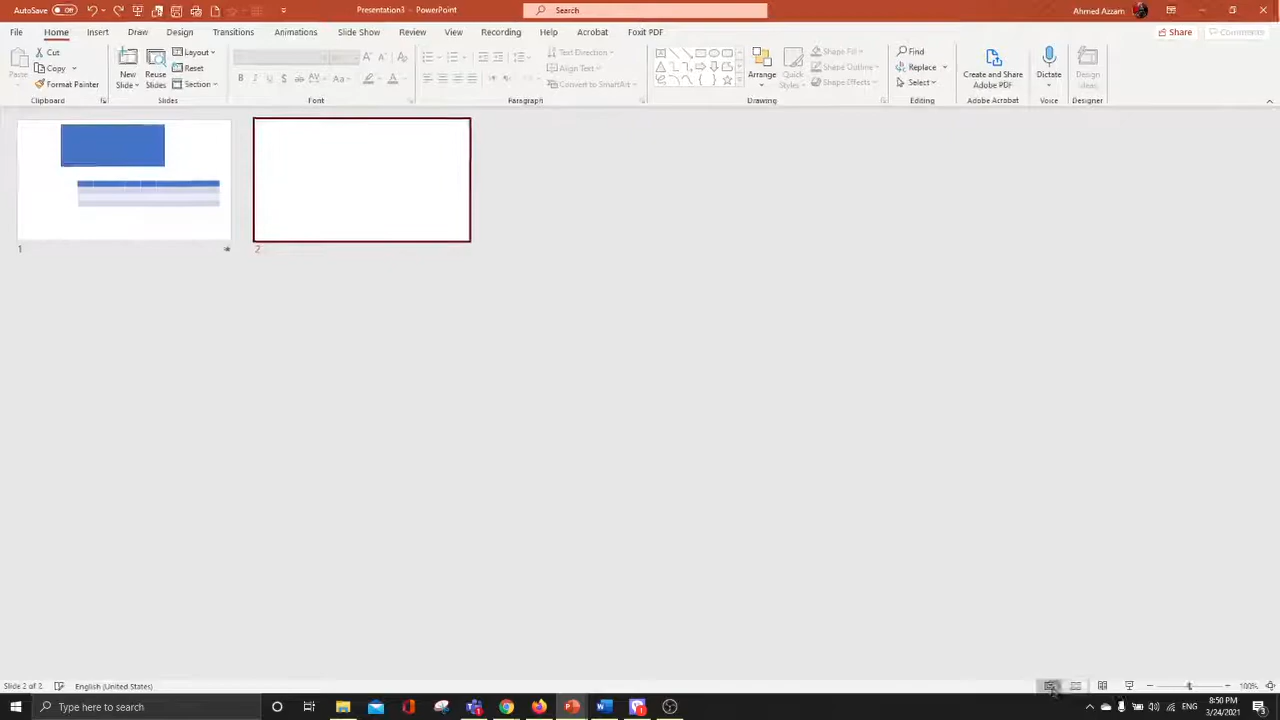 AutoSave Off Presentation3 - PowerPoint Search Ahmed Azzam
File Home Insert Draw Design Transitions Animations Slide Show Review View Recording Help Acrobat Foxit PDF Share Comments
Cut Layout Text Direction Shape Fill Find
Copy New Reuse Reset Align Text Arrange Quick Shape Outline Replace Create and Share Dictate Design
Format Painter Slide Slides Section Convert to SmartArt Styles Shape Effects Select Adobe PDF Ideas
Clipboard Slides Font Paragraph Drawing Editing Adobe Acrobat Voice Designer
1 2
Slide 2 of 2 English (United States) 100%
Type here to search ENG 8:50 PM
3/24/2021